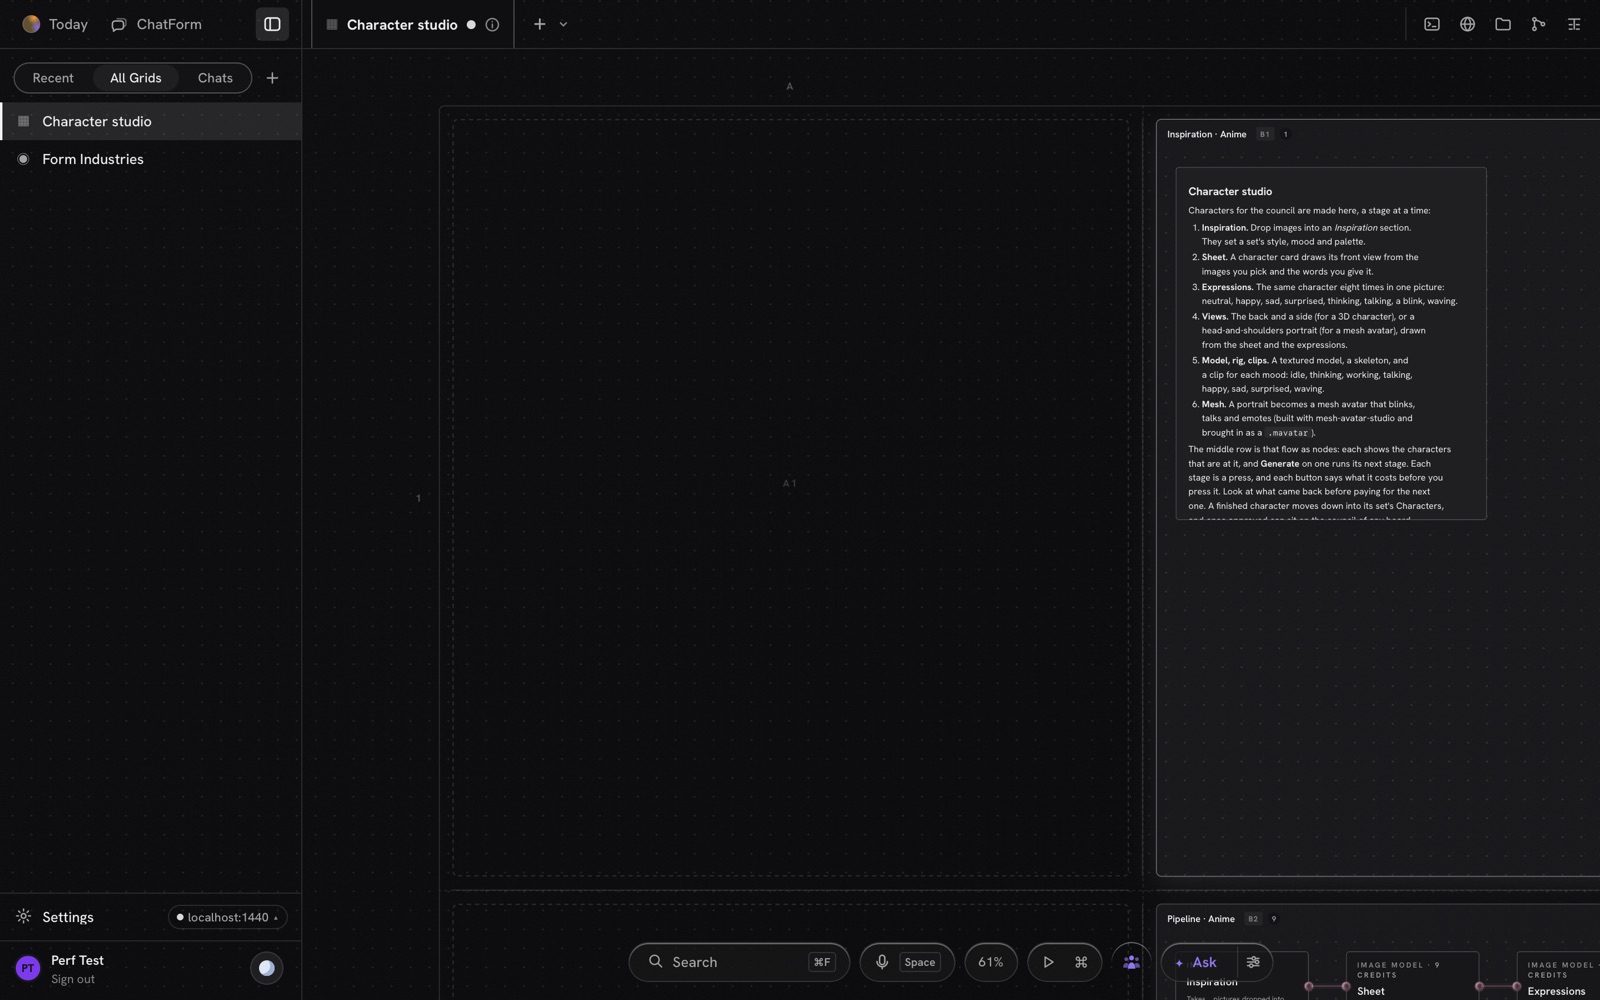 Today
ChatForm
Character studio
Recent
All Grids
Chats
Character studio
Form Industries
A
1
A1
Inspiration · Anime B1 1
Character studio
Characters for the council are made here, a stage at a time:
1. Inspiration. Drop images into an Inspiration section.
They set a set's style, mood and palette.
2. Sheet. A character card draws its front view from the
images you pick and the words you give it.
3. Expressions. The same character eight times in one picture:
neutral, happy, sad, surprised, thinking, talking, a blink, waving.
4. Views. The back and a side (for a 3D character), or a
head-and-shoulders portrait (for a mesh avatar), drawn
from the sheet and the expressions.
5. Model, rig, clips. A textured model, a skeleton, and
a clip for each mood: idle, thinking, working, talking,
happy, sad, surprised, waving.
6. Mesh. A portrait becomes a mesh avatar that blinks,
talks and emotes (built with mesh-avatar-studio and
brought in as a .mavatar ).
The middle row is that flow as nodes: each shows the characters
that are at it, and Generate on one runs its next stage. Each
stage is a press, and each button says what it costs before you
press it. Look at what came back before paying for the next
one. A finished character moves down into its set's Characters,
Pipeline · Anime B2 9
Inspiration
IMAGE MODEL · 9
CREDITS
Sheet
IMAGE MODEL ·
CREDITS
Expressions
Settings
localhost:1440
PT
Perf Test
Sign out
Search ⌘F
Space
61%
⌘
Ask